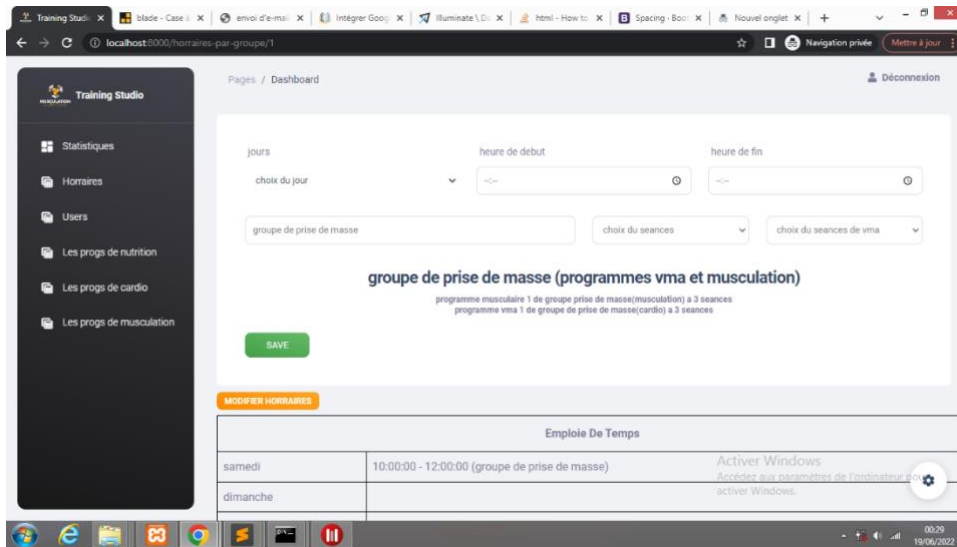 Training Studi
blade - Case à
envoi d'e-mai
Intégrer Goog
Illuminate\D
html - How to
Spacing · Boo
Nouvel onglet
localhost:8000/horraires-par-groupe/1
Navigation privée
Mettre à jour
MUSCULATION
Training Studio
Statistiques
Horraires
Users
Les progs de nutrition
Les progs de cardio
Les progs de musculation
Pages / Dashboard
Déconnexion
jours heure de debut heure de fin
choix du jour --:-- --:--
groupe de prise de masse choix du seances choix du seances de vma
groupe de prise de masse (programmes vma et musculation)
programme musculaire 1 de groupe prise de masse(musculation) a 3 seances
programme vma 1 de groupe de prise de masse(cardio) a 3 seances
SAVE
MODIFIER HORRAIRES
Emploie De Temps
samedi 10:00:00 - 12:00:00 (groupe de prise de masse)
dimanche
Activer Windows
Accédez aux paramètres de l'ordinateur pour
activer Windows.
00:29
19/06/2022